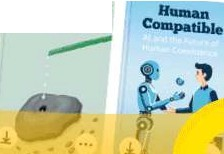 Human
Compatible
AI and the Future of
Human Coexistence